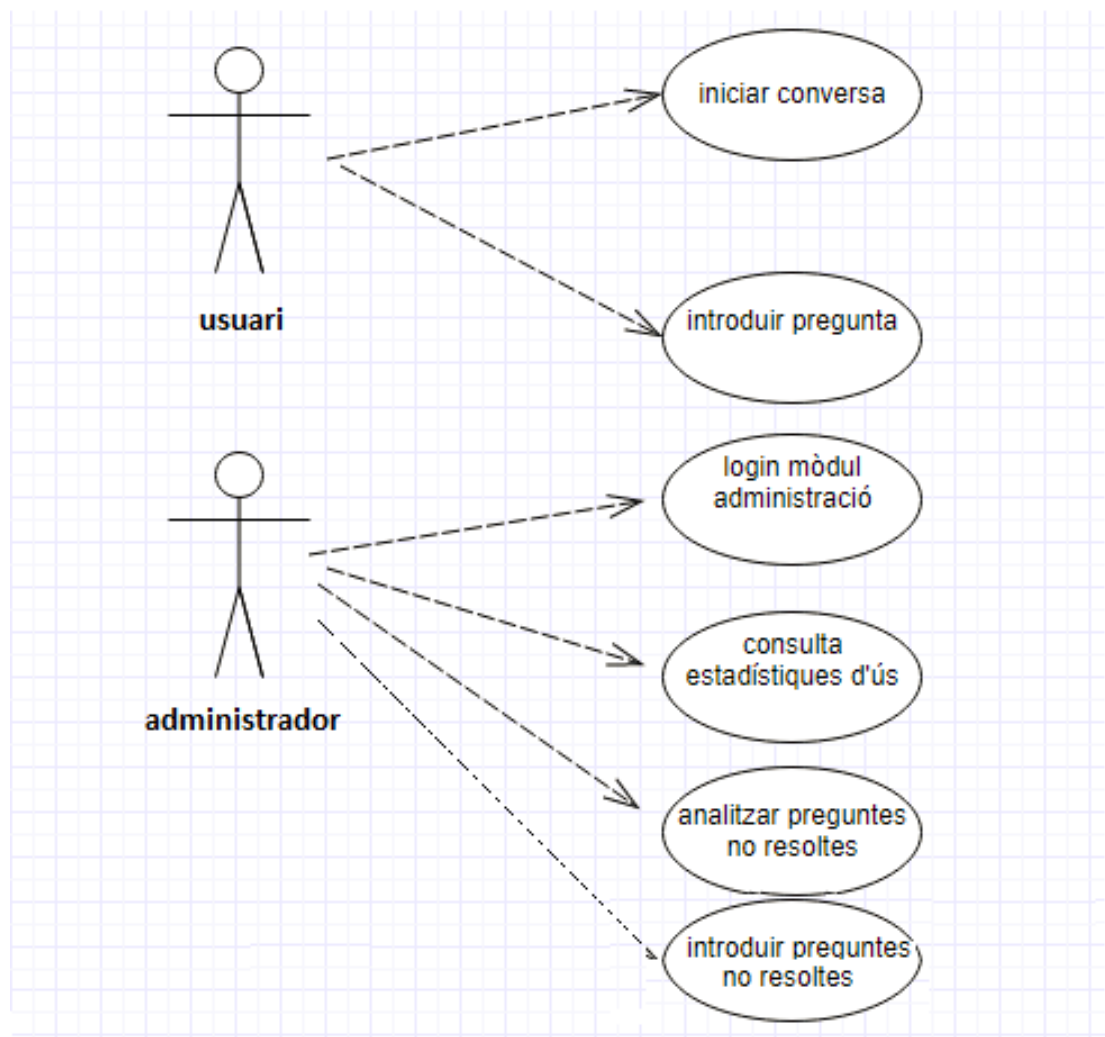 iniciar conversa
usuari
introduir pregunta
login mòdul
administració
consulta
estadístiques d'ús
administrador
analitzar preguntes
no resoltes
introduir preguntes
no resoltes